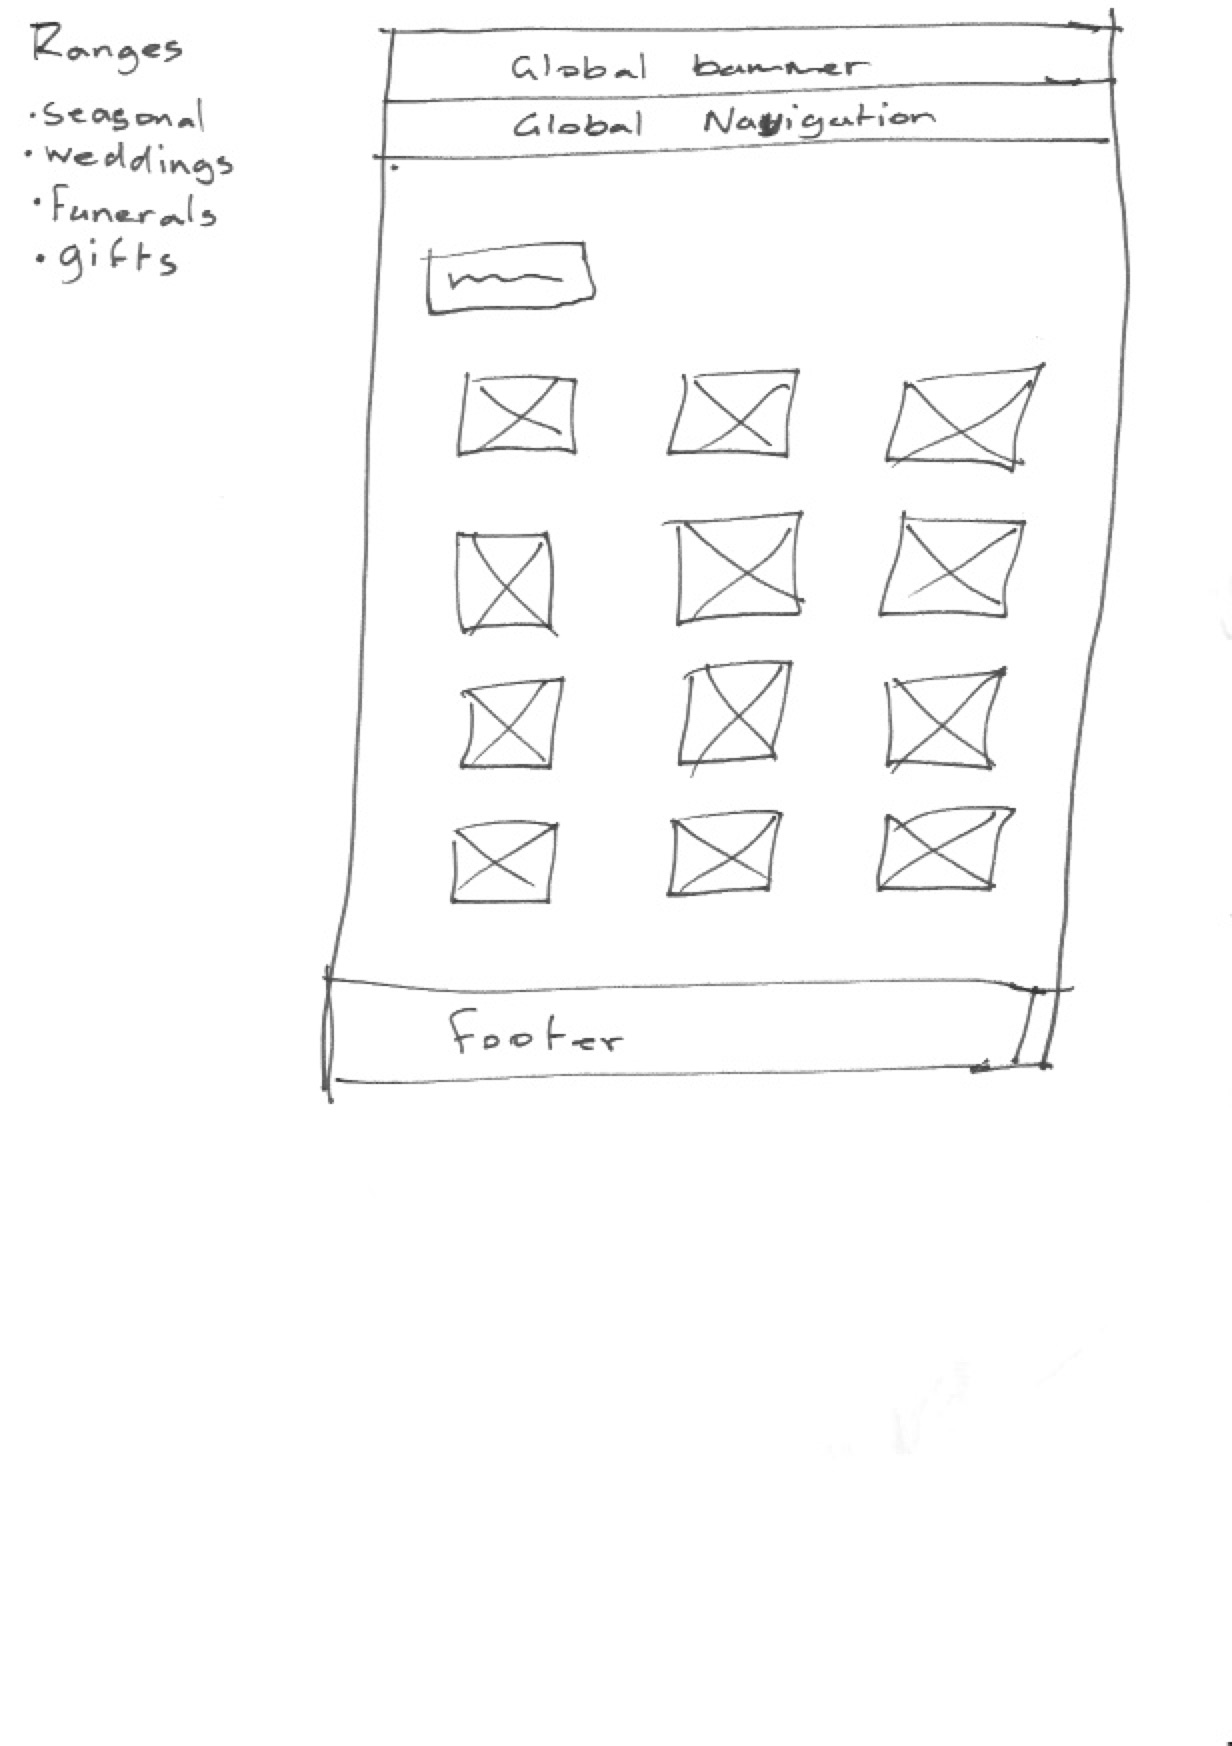 Ranges
• Seasonal
• weddings
• Funerals
• gifts
Global banner
Global Navigation
Footer